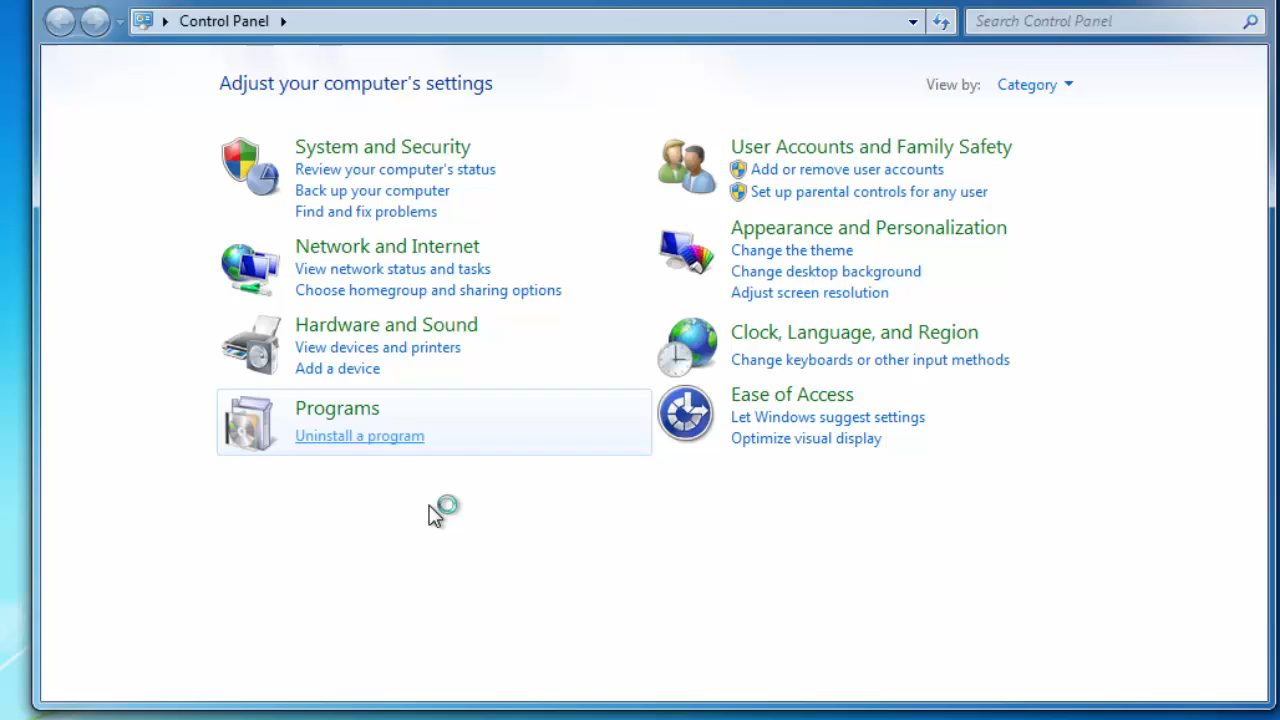 Control Panel
Search Control Panel
Adjust your computer's settings
View by: Category
System and Security
Review your computer's status
Back up your computer
Find and fix problems
Network and Internet
View network status and tasks
Choose homegroup and sharing options
Hardware and Sound
View devices and printers
Add a device
Programs
Uninstall a program
User Accounts and Family Safety
Add or remove user accounts
Set up parental controls for any user
Appearance and Personalization
Change the theme
Change desktop background
Adjust screen resolution
Clock, Language, and Region
Change keyboards or other input methods
Ease of Access
Let Windows suggest settings
Optimize visual display